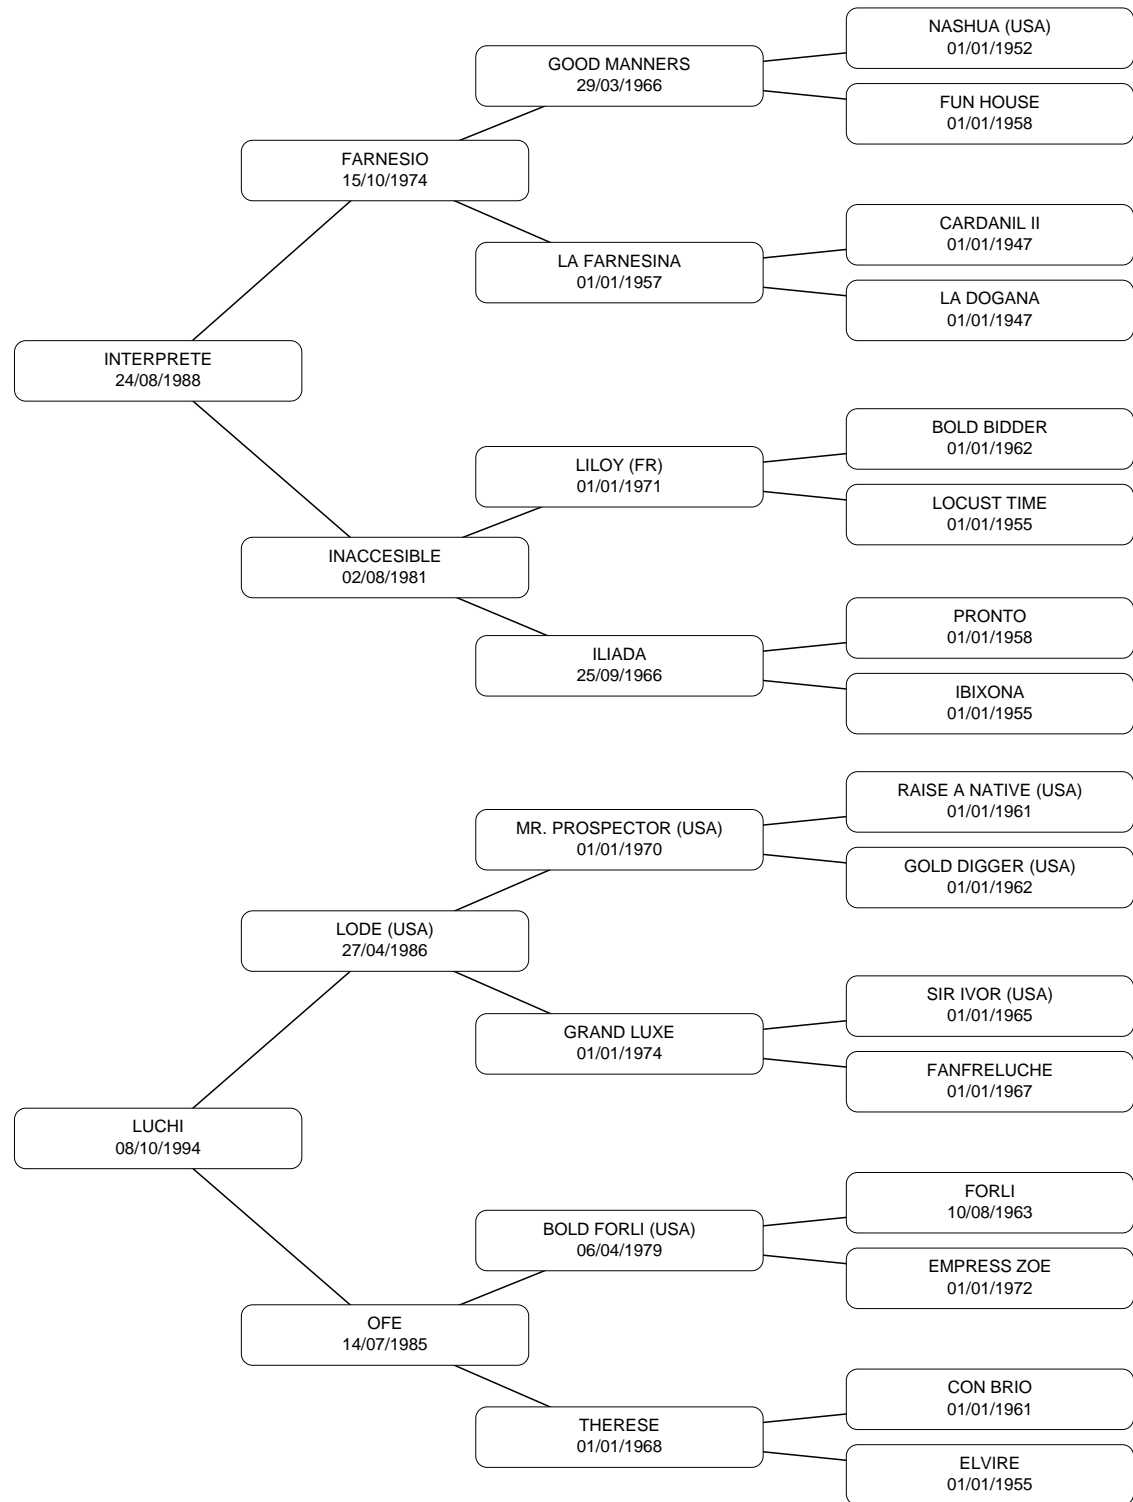 NASHUA (USA)
01/01/1952
GOOD MANNERS
29/03/1966
FUN HOUSE
01/01/1958
FARNESIO
15/10/1974
CARDANIL II
01/01/1947
LA FARNESINA
01/01/1957
LA DOGANA
01/01/1947
INTERPRETE
24/08/1988
BOLD BIDDER
01/01/1962
LILOY (FR)
01/01/1971
LOCUST TIME
01/01/1955
INACCESIBLE
02/08/1981
PRONTO
01/01/1958
ILIADA
25/09/1966
IBIXONA
01/01/1955
RAISE A NATIVE (USA)
01/01/1961
MR. PROSPECTOR (USA)
01/01/1970
GOLD DIGGER (USA)
01/01/1962
LODE (USA)
27/04/1986
SIR IVOR (USA)
01/01/1965
GRAND LUXE
01/01/1974
FANFRELUCHE
01/01/1967
LUCHI
08/10/1994
FORLI
10/08/1963
BOLD FORLI (USA)
06/04/1979
EMPRESS ZOE
01/01/1972
OFE
14/07/1985
CON BRIO
01/01/1961
THERESE
01/01/1968
ELVIRE
01/01/1955